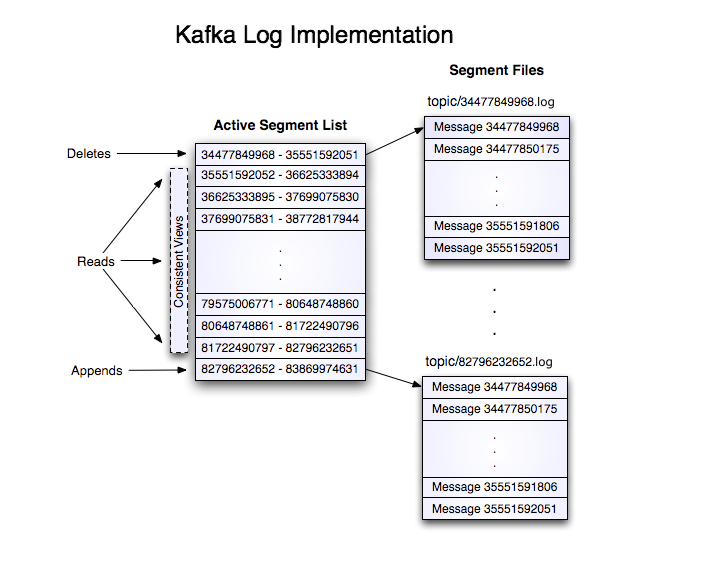 Kafka Log Implementation
Segment Files
topic/34477849968.log
Active Segment List
Message 34477849968
Message 34477850175
.
.
.
Message 35551591806
Message 35551592051
Deletes
34477849968 - 35551592051
35551592052 - 36625333894
36625333895 - 37699075830
37699075831 - 38772817944
.
.
.
79575006771 - 80648748860
80648748861 - 81722490796
81722490797 - 82796232651
82796232652 - 83869974631
Consistent Views
Reads
Appends
.
.
.
topic/82796232652.log
Message 34477849968
Message 34477850175
.
.
.
Message 35551591806
Message 35551592051